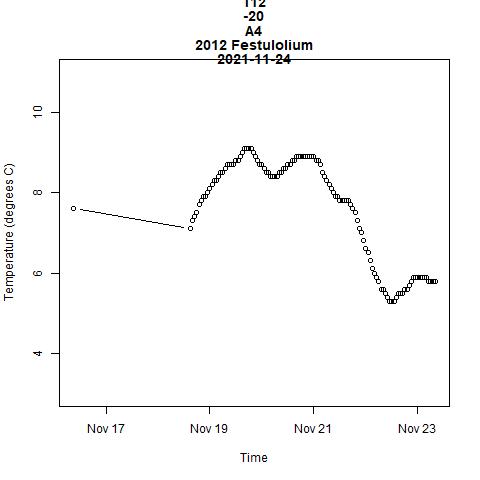 T12
-20
A4
2012 Festulolium
2021-11-24
10
8
6
4
Temperature (degrees C)
Nov 17
Nov 19
Nov 21
Nov 23
Time